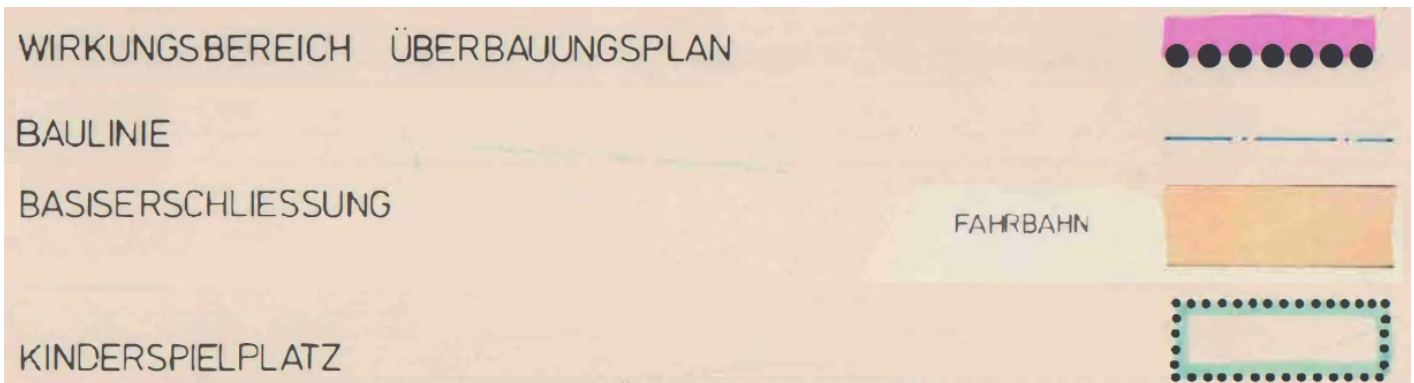 WIRKUNGSBEREICH ÜBERBAUUNGSPLAN
BAULINIE
BASISERSCHLIESSUNG
FAHRBAHN
KINDERSPIELPLATZ